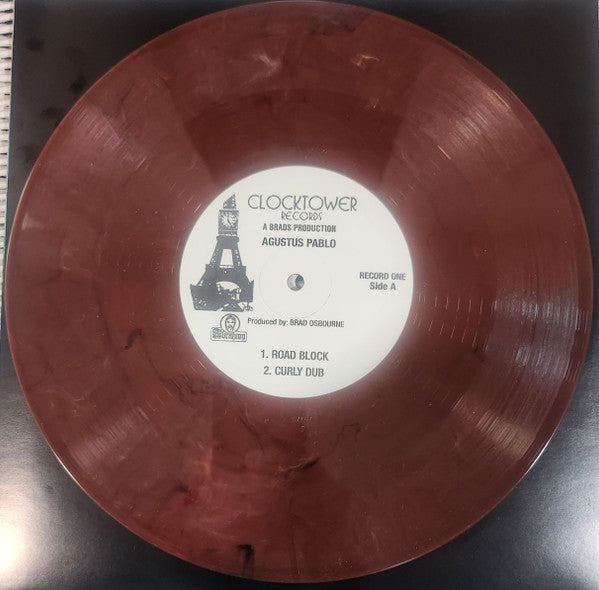 CLOCKTOWER
RECORDS
A BRADS PRODUCTION
AGUSTUS PABLO
RECORD ONE
Side A
Produced by: BRAD OSBOURNE
1. ROAD BLOCK
2. CURLY DUB